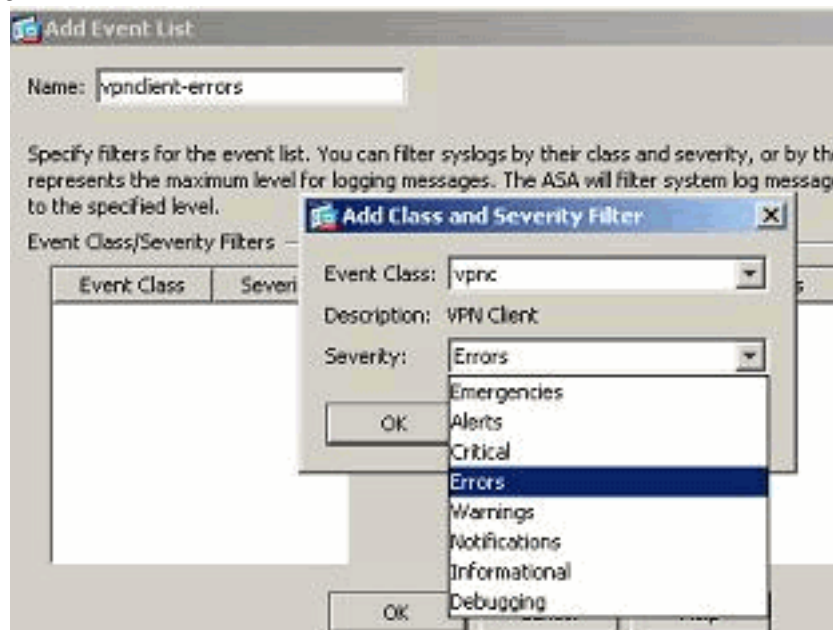 Add Event List
Name: vpnclient-errors
Specify filters for the event list. You can filter syslogs by their class and severity, or by th
represents the maximum level for logging messages. The ASA will filter system log message
to the specified level.
Event Class/Severity Filters
Event Class Severi s
Add Class and Severity Filter
Event Class: vpnc
Description: VPN Client
Severity: Errors
Emergencies
Alerts
Critical
Errors
Warnings
Notifications
Informational
Debugging
OK
OK